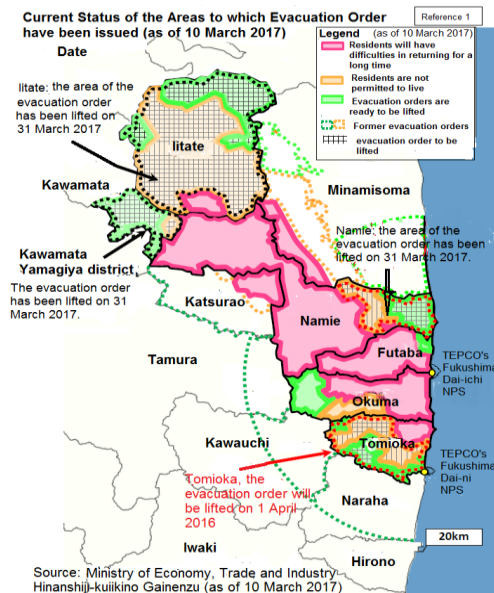 Current Status of the Areas to which Evacuation Order
have been issued (as of 10 March 2017)
Reference 1
Legend (as of 10 March 2017)
Residents will have
difficulties in returning for a
long time
Residents are not
permitted to live
Evacuation orders are
ready to be lifted
Former evacuation orders
evacuation order to be
lifted
Date
Iitate: the area of the
evacuation order
has been lifted on
31 March 2017
Iitate
Kawamata
Minamisoma
Namie: the area of the
evacuation order has been
lifted on 31 March 2017.
Kawamata
Yamagiya district
The evacuation order
has been lifted on 31
March 2017.
Katsurao
Namie
Futaba
TEPCO's
Fukushima
Dai-ichi
NPS
Tamura
Okuma
Kawauchi
Tomioka
TEPCO's
Fukushima
Dai-ni
NPS
Tomioka, the
evacuation order will
be lifted on 1 April
2016
Naraha
20km
Iwaki
Hirono
Source: Ministry of Economy, Trade and Industry
Hinanshiji-kuiikino Gainenzu (as of 10 March 2017)